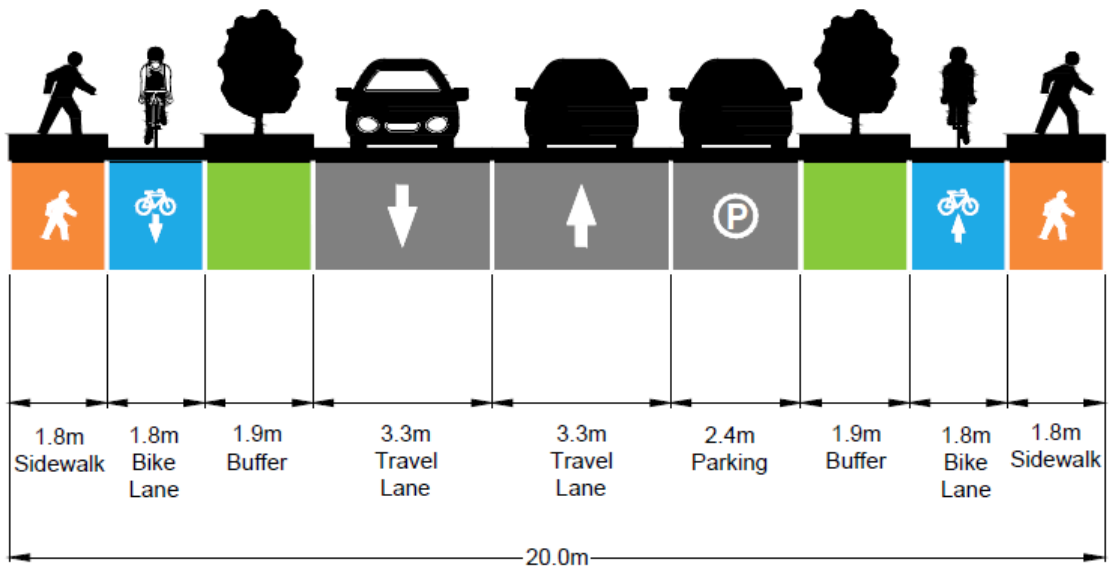 P
1.8m
Sidewalk
1.8m
Bike
Lane
1.9m
Buffer
3.3m
Travel
Lane
3.3m
Travel
Lane
2.4m
Parking
1.9m
Buffer
1.8m
Bike
Lane
1.8m
Sidewalk
20.0m